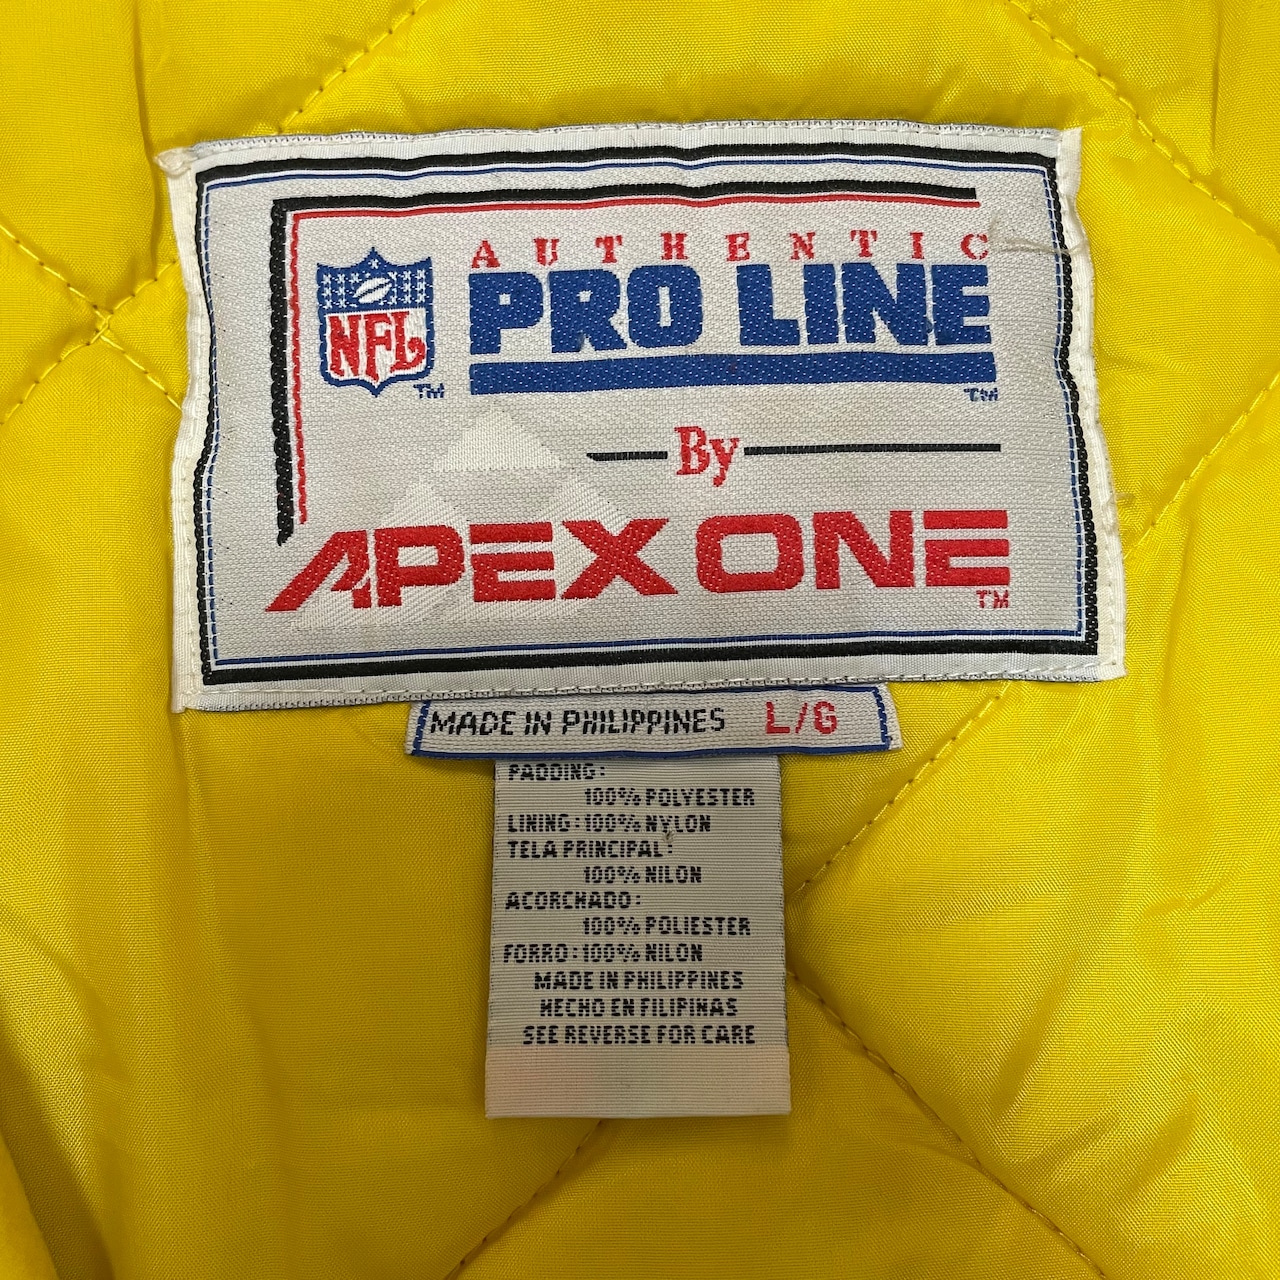 AUTHENTIC
NFL
TM
PRO LINE
TM
By
APEX ONE
TM
MADE IN PHILIPPINES L/G
PADDING:
100% POLYESTER
LINING: 100% NYLON
TELA PRINCIPAL:
100% NILON
ACORCHADO:
100% POLIESTER
FORRO: 100% NILON
MADE IN PHILIPPINES
HECHO EN FILIPINAS
SEE REVERSE FOR CARE